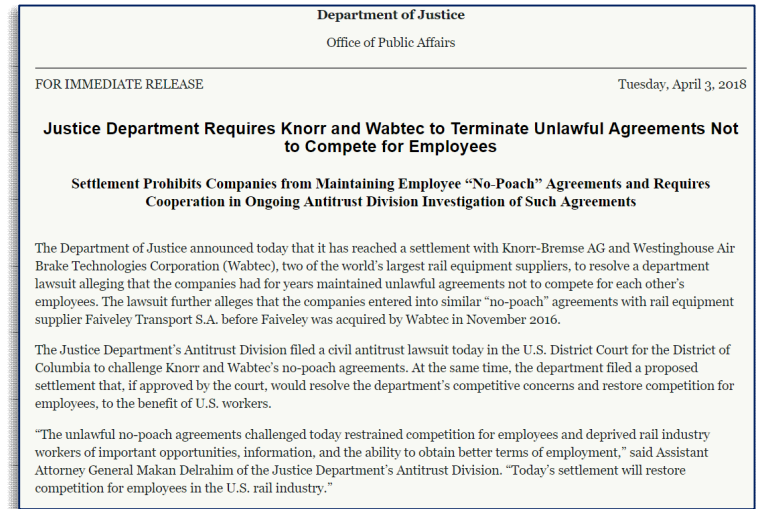 Department of Justice
Office of Public Affairs
FOR IMMEDIATE RELEASE Tuesday, April 3, 2018
Justice Department Requires Knorr and Wabtec to Terminate Unlawful Agreements Not
to Compete for Employees
Settlement Prohibits Companies from Maintaining Employee “No-Poach” Agreements and Requires
Cooperation in Ongoing Antitrust Division Investigation of Such Agreements
The Department of Justice announced today that it has reached a settlement with Knorr-Bremse AG and Westinghouse Air
Brake Technologies Corporation (Wabtec), two of the world’s largest rail equipment suppliers, to resolve a department
lawsuit alleging that the companies had for years maintained unlawful agreements not to compete for each other’s
employees. The lawsuit further alleges that the companies entered into similar “no-poach” agreements with rail equipment
supplier Faiveley Transport S.A. before Faiveley was acquired by Wabtec in November 2016.
The Justice Department’s Antitrust Division filed a civil antitrust lawsuit today in the U.S. District Court for the District of
Columbia to challenge Knorr and Wabtec’s no-poach agreements. At the same time, the department filed a proposed
settlement that, if approved by the court, would resolve the department’s competitive concerns and restore competition for
employees, to the benefit of U.S. workers.
“The unlawful no-poach agreements challenged today restrained competition for employees and deprived rail industry
workers of important opportunities, information, and the ability to obtain better terms of employment,” said Assistant
Attorney General Makan Delrahim of the Justice Department’s Antitrust Division. “Today’s settlement will restore
competition for employees in the U.S. rail industry.”